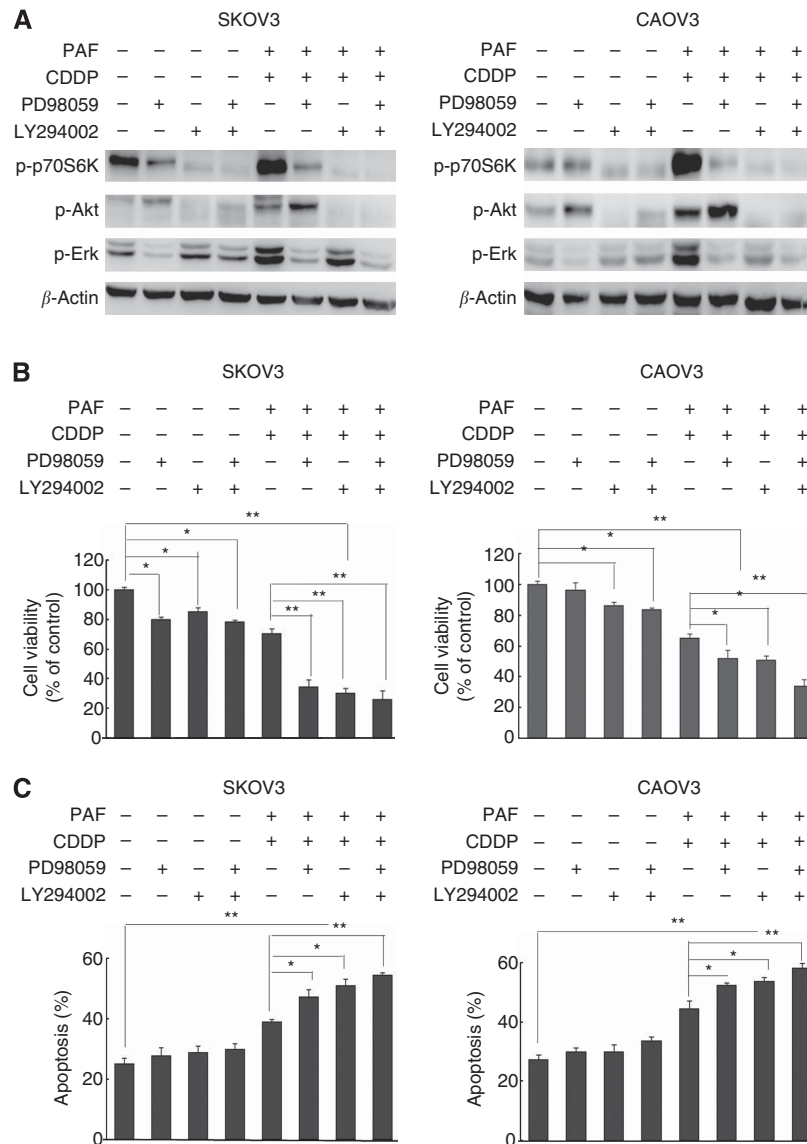 A
SKOV3
PAF − − − − + + + +
CDDP − − − − + + + +
PD98059 − + − + − + − +
LY294002 − − + + − − + +
p-p70S6K
p-Akt
p-Erk
β-Actin
CAOV3
PAF − − − − + + + +
CDDP − − − − + + + +
PD98059 − + − + − + − +
LY294002 − − + + − − + +
p-p70S6K
p-Akt
p-Erk
β-Actin
B
SKOV3
PAF − − − − + + + +
CDDP − − − − + + + +
PD98059 − + − + − + − +
LY294002 − − + + − − + +
**
*
*
*
**
**
**
Cell viability
(% of control)
120
100
80
60
40
20
0
CAOV3
PAF − − − − + + + +
CDDP − − − − + + + +
PD98059 − + − + − + − +
LY294002 − − + + − − + +
**
*
*
**
*
*
Cell viability
(% of control)
120
100
80
60
40
20
0
C
SKOV3
PAF − − − − + + + +
CDDP − − − − + + + +
PD98059 − + − + − + − +
LY294002 − − + + − − + +
**
**
*
*
Apoptosis (%)
60
40
20
0
CAOV3
PAF − − − − + + + +
CDDP − − − − + + + +
PD98059 − + − + − + − +
LY294002 − − + + − − + +
**
**
*
*
Apoptosis (%)
60
40
20
0